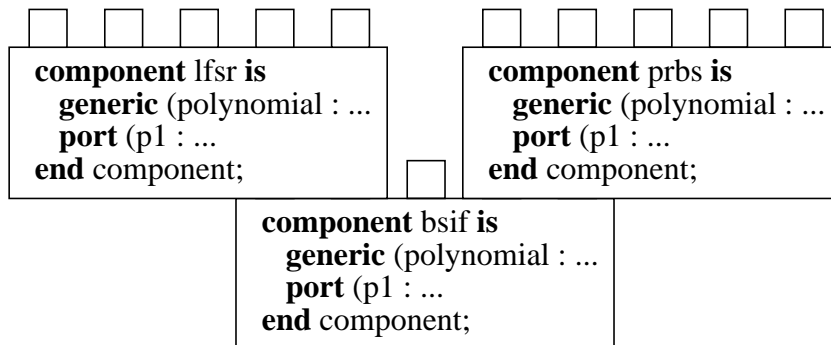 component lfsr is
generic (polynomial : ...
port (p1 : ...
end component;
component prbs is
generic (polynomial : ...
port (p1 : ...
end component;
component bsif is
generic (polynomial : ...
port (p1 : ...
end component;